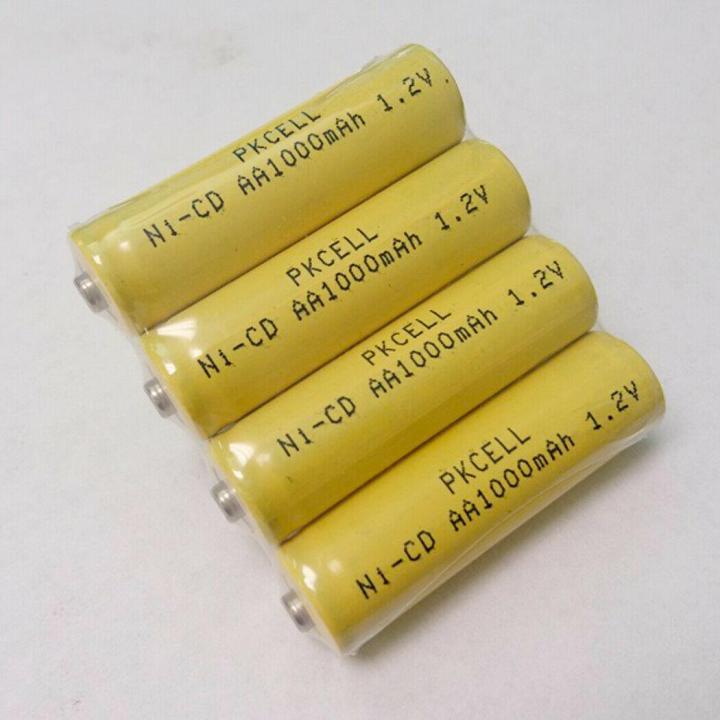 PKCELL
Ni-CD AA1000mAh 1.2V.
PKCELL
Ni-CD AA1000mAh 1.2V
PKCELL
Ni-CD AA1000mAh 1.2V
PKCELL
Ni-CD AA1000mAh 1.2V